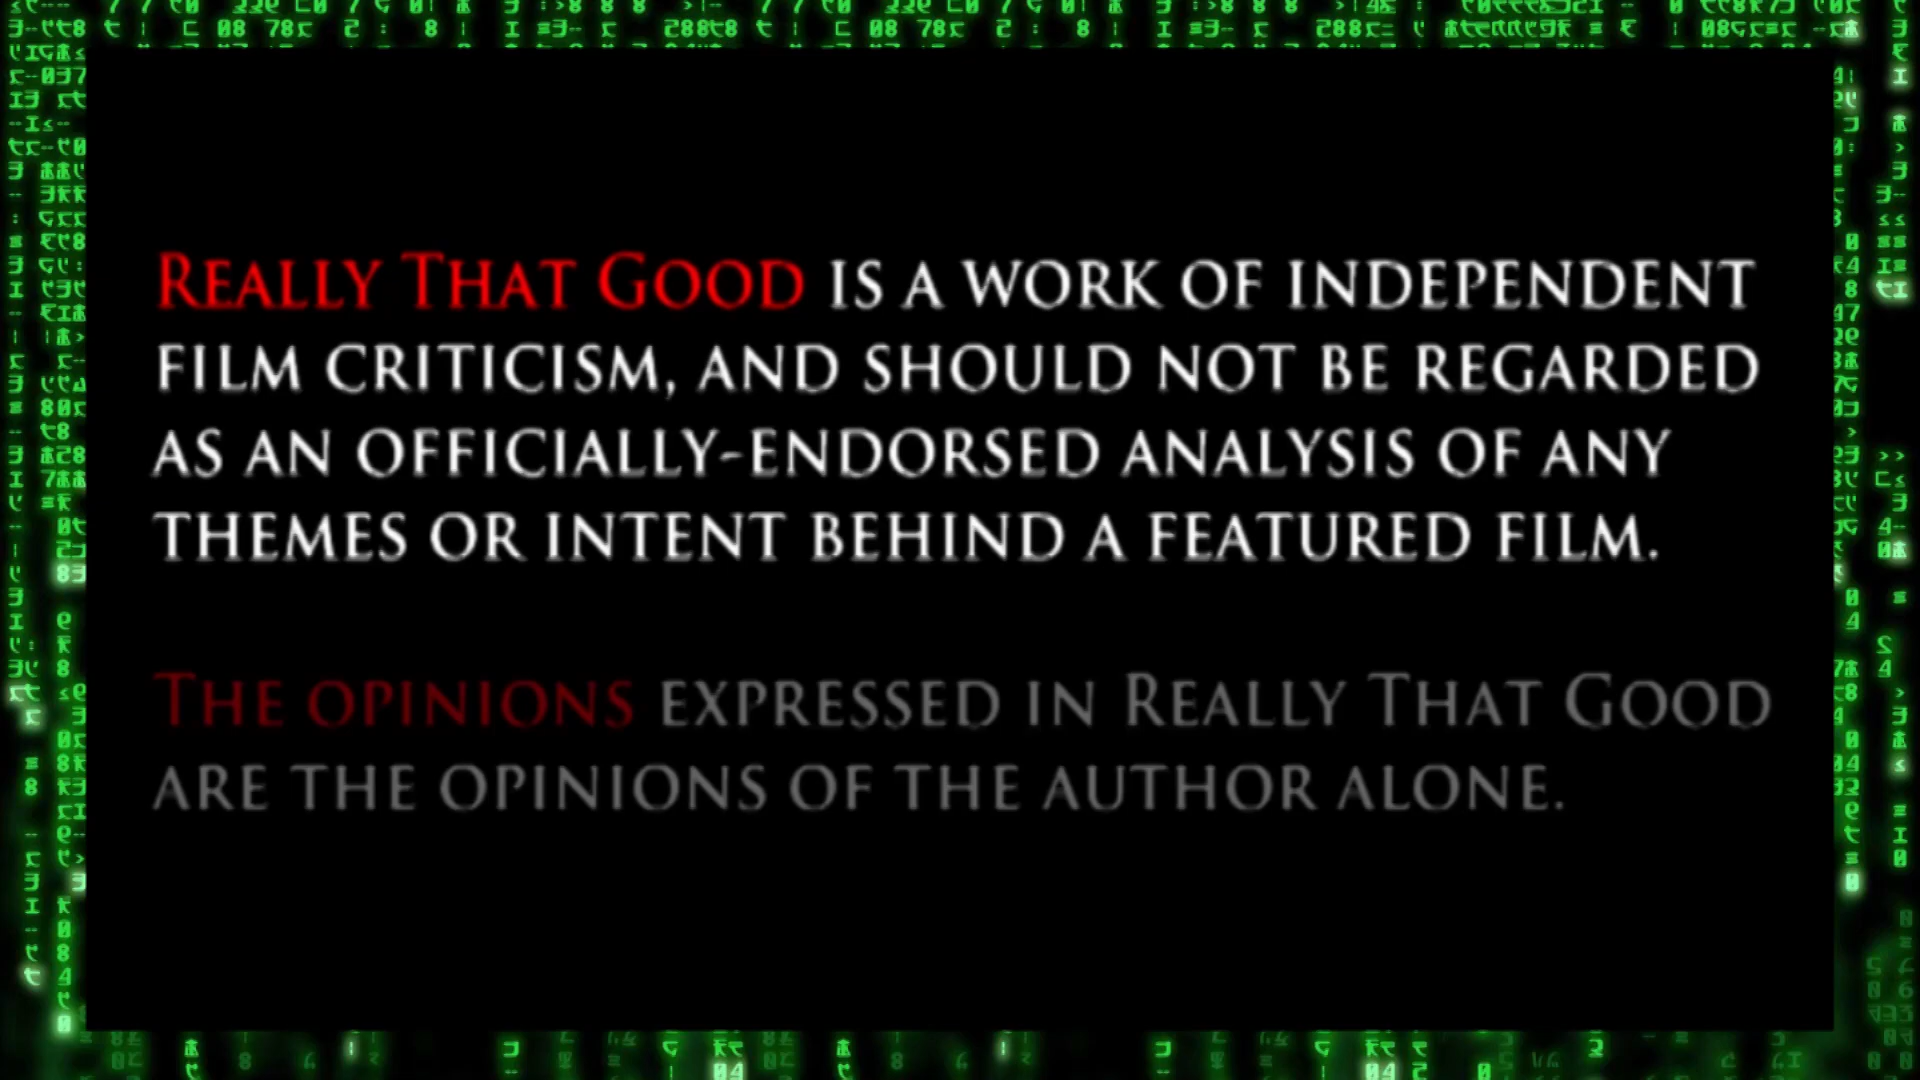 Really That Good is a work of independent
film criticism, and should not be regarded
as an officially-endorsed analysis of any
themes or intent behind a featured film.
The opinions expressed in Really That Good
are the opinions of the author alone.